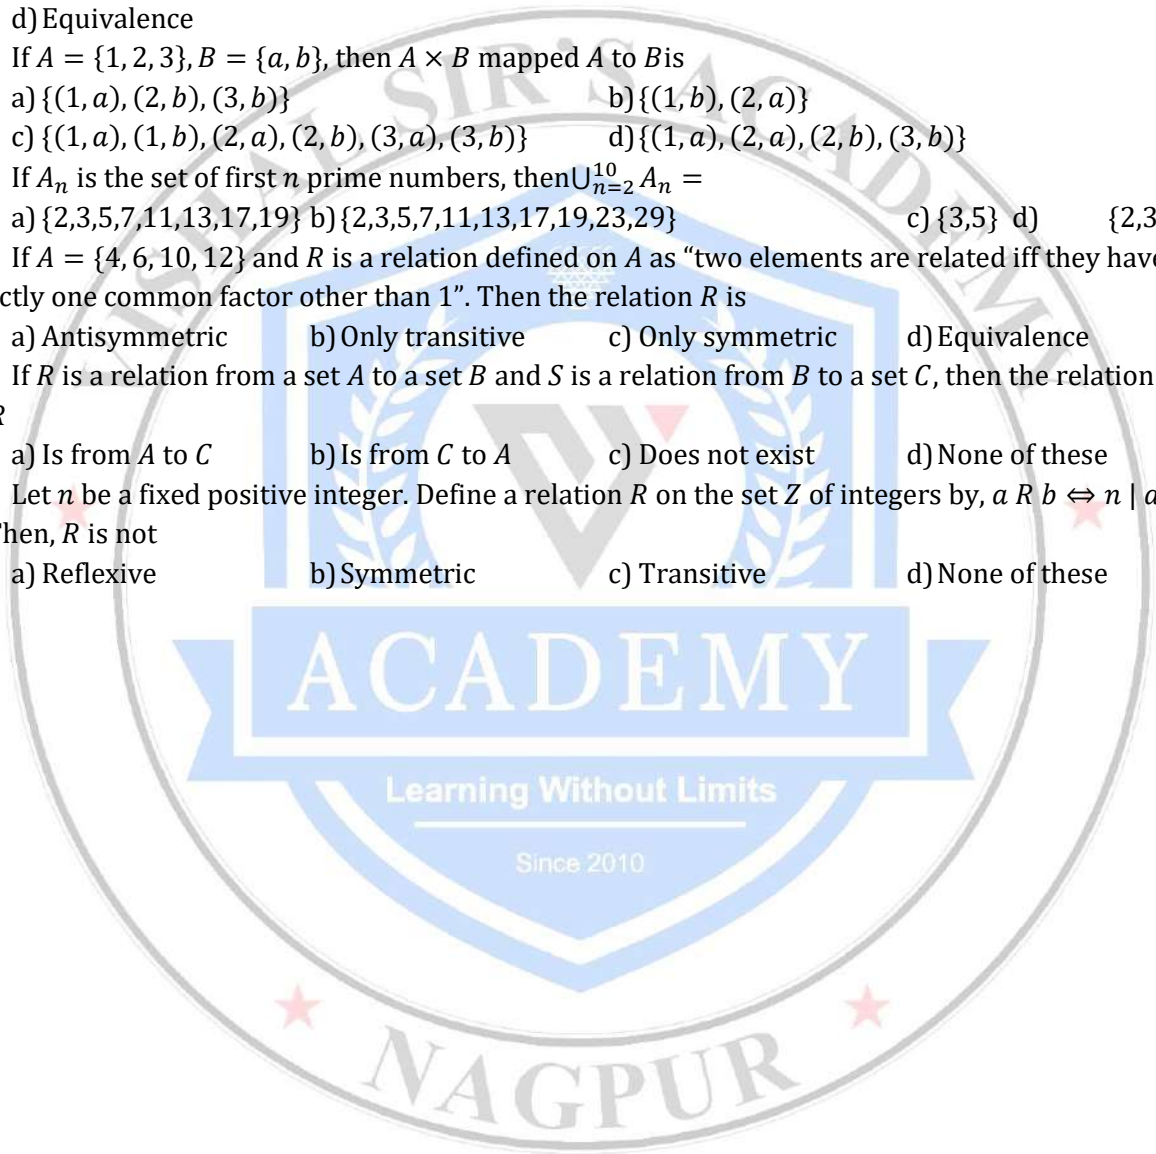 VISHAL SIR'S ACADEMY
d) Equivalence
If A = {1, 2, 3}, B = {a, b}, then A × B mapped A to B is
a) {(1, a), (2, b), (3, b)} b) {(1, b), (2, a)}
c) {(1, a), (1, b), (2, a), (2, b), (3, a), (3, b)} d) {(1, a), (2, a), (2, b), (3, b)}
If Aₙ is the set of first n prime numbers, then ⋃_{n=2}^{10} Aₙ =
a) {2,3,5,7,11,13,17,19} b) {2,3,5,7,11,13,17,19,23,29} c) {3,5} d) {2,3
If A = {4, 6, 10, 12} and R is a relation defined on A as “two elements are related iff they have
ctly one common factor other than 1”. Then the relation R is
a) Antisymmetric b) Only transitive c) Only symmetric d) Equivalence
If R is a relation from a set A to a set B and S is a relation from B to a set C, then the relation
R
a) Is from A to C b) Is from C to A c) Does not exist d) None of these
Let n be a fixed positive integer. Define a relation R on the set Z of integers by, a R b ⇔ n | a
hen, R is not
a) Reflexive b) Symmetric c) Transitive d) None of these
ACADEMY
Learning Without Limits
Since 2010
NAGPUR